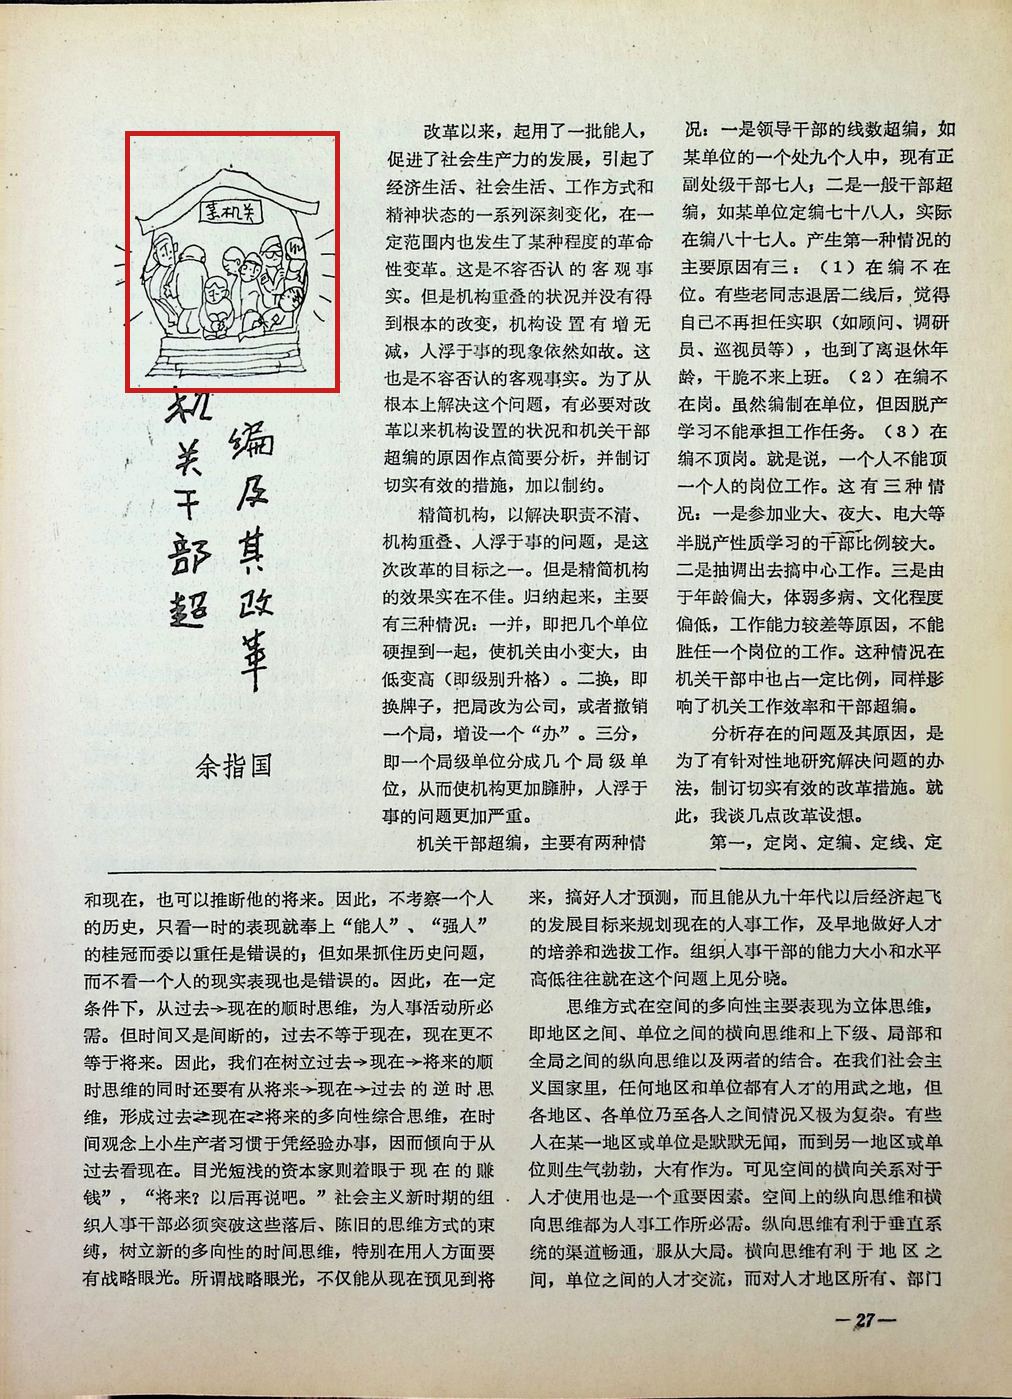 某机关
机关干部超
编及其改革
余指国
改革以来，起用了一批能人，
促进了社会生产力的发展，引起了
经济生活、社会生活、工作方式和
精神状态的一系列深刻变化，在一
定范围内也发生了某种程度的革命
性变革。这是不容否认的客观事
实。但是机构重叠的状况并没有得
到根本的改变，机构设置有增无
减，人浮于事的现象依然如故。这
也是不容否认的客观事实。为了从
根本上解决这个问题，有必要对改
革以来机构设置的状况和机关干部
超编的原因作点简要分析，并制订
切实有效的措施，加以制约。
精简机构，以解决职责不清、
机构重叠、人浮于事的问题，是这
次改革的目标之一。但是精简机构
的效果实在不佳。归纳起来，主要
有三种情况：一并，即把几个单位
硬捏到一起，使机关由小变大，由
低变高（即级别升格）。二换，即
换牌子，把局改为公司，或者撤销
一个局，增设一个“办”。三分，
即一个局级单位分成几个局级单
位，从而使机构更加臃肿，人浮于
事的问题更加严重。
机关干部超编，主要有两种情
况：一是领导干部的线数超编，如
某单位的一个处九个人中，现有正
副处级干部七人；二是一般干部超
编，如某单位定编七十八人，实际
在编八十七人。产生第一种情况的
主要原因有三：（1）在编不在
位。有些老同志退居二线后，觉得
自己不再担任实职（如顾问、调研
员、巡视员等），也到了离退休年
龄，干脆不来上班。（2）在编不
在岗。虽然编制在单位，但因脱产
学习不能承担工作任务。（3）在
编不顶岗。就是说，一个人不能顶
一个人的岗位工作。这有三种情
况：一是参加业大、夜大、电大等
半脱产性质学习的干部比例较大。
二是抽调出去搞中心工作。三是由
于年龄偏大，体弱多病、文化程度
偏低，工作能力较差等原因，不能
胜任一个岗位的工作。这种情况在
机关干部中也占一定比例，同样影
响了机关工作效率和干部超编。
分析存在的问题及其原因，是
为了有针对性地研究解决问题的办
法，制订切实有效的改革措施。就
此，我谈几点改革设想。
第一，定岗、定编、定线、定
和现在，也可以推断他的将来。因此，不考察一个人
的历史，只看一时的表现就奉上“能人”、“强人”
的桂冠而委以重任是错误的；但如果抓住历史问题，
而不看一个人的现实表现也是错误的。因此，在一定
条件下，从过去→现在的顺时思维，为人事活动所必
需。但时间又是间断的，过去不等于现在，现在更不
等于将来。因此，我们在树立过去→现在→将来的顺
时思维的同时还要有从将来→现在→过去的逆时思
维，形成过去⇄现在⇄将来的多向性综合思维，在时
间观念上小生产者习惯于凭经验办事，因而倾向于从
过去看现在。目光短浅的资本家则着眼于现在的赚
钱”，“将来？以后再说吧。”社会主义新时期的组
织人事干部必须突破这些落后、陈旧的思维方式的束
缚，树立新的多向性的时间思维，特别在用人方面要
有战略眼光。所谓战略眼光，不仅能从现在预见到将
来，搞好人才预测，而且能从九十年代以后经济起飞
的发展目标来规划现在的人事工作，及早地做好人才
的培养和选拔工作。组织人事干部的能力大小和水平
高低往往就在这个问题上见分晓。
思维方式在空间的多向性主要表现为立体思维，
即地区之间、单位之间的横向思维和上下级、局部和
全局之间的纵向思维以及两者的结合。在我们社会主
义国家里，任何地区和单位都有人才的用武之地，但
各地区、各单位乃至各人之间情况又极为复杂。有些
人在某一地区或单位是默默无闻，而到另一地区或单
位则生气勃勃，大有作为。可见空间的横向关系对于
人才使用也是一个重要因素。空间上的纵向思维和横
向思维都为人事工作所必需。纵向思维有利于垂直系
统的渠道畅通，服从大局。横向思维有利于地区之
间，单位之间的人才交流，而对人才地区所有、部门
—27—